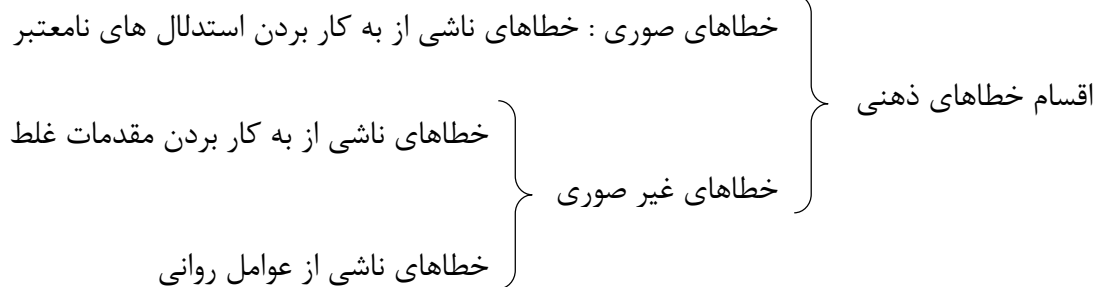 خطاهای صوری : خطاهای ناشی از به کار بردن استدلال های نامعتبر
اقسام خطاهای ذهنی
خطاهای ناشی از به کار بردن مقدمات غلط
خطاهای غیر صوری
خطاهای ناشی از عوامل روانی